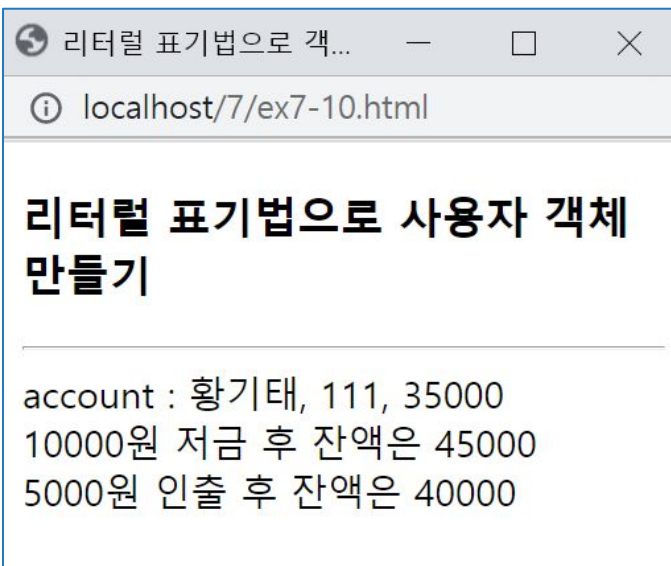 리터럴 표기법으로 객...
localhost/7/ex7-10.html
리터럴 표기법으로 사용자 객체
만들기
account : 황기태, 111, 35000
10000원 저금 후 잔액은 45000
5000원 인출 후 잔액은 40000